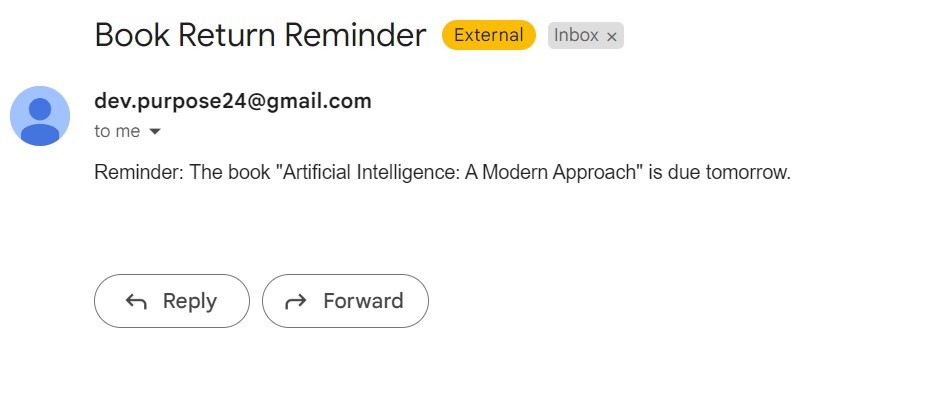 Book Return Reminder External Inbox ×
dev.purpose24@gmail.com
to me
Reminder: The book "Artificial Intelligence: A Modern Approach" is due tomorrow.
Reply Forward